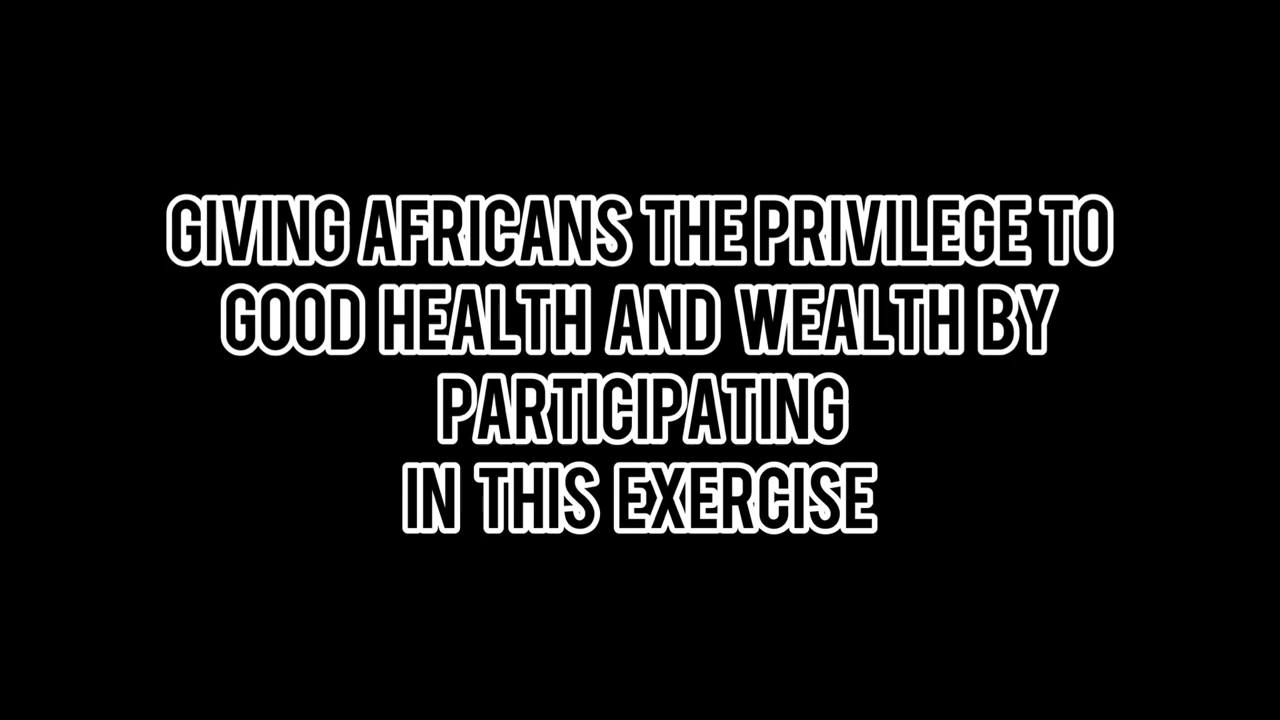 GIVING AFRICANS THE PRIVILEGE TO
GOOD HEALTH AND WEALTH BY
PARTICIPATING
IN THIS EXERCISE